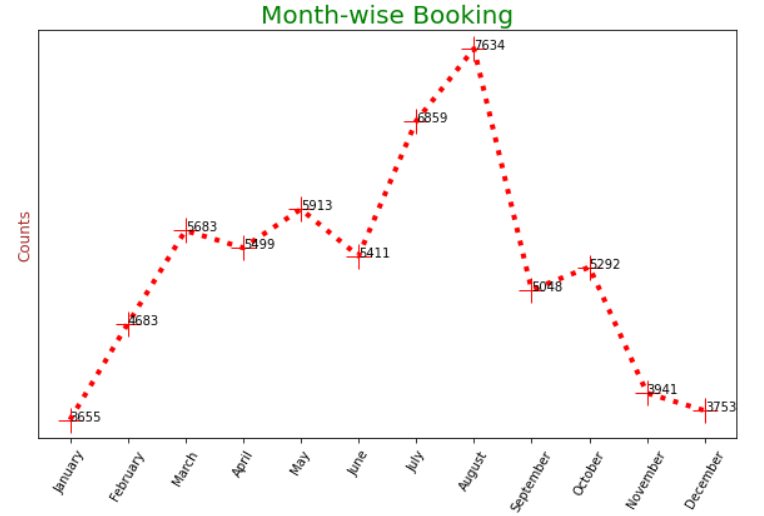 Month-wise Booking
Counts
3655
4683
5683
5499
5913
5411
6859
7634
5048
5292
3941
3753
January
February
March
April
May
June
July
August
September
October
November
December